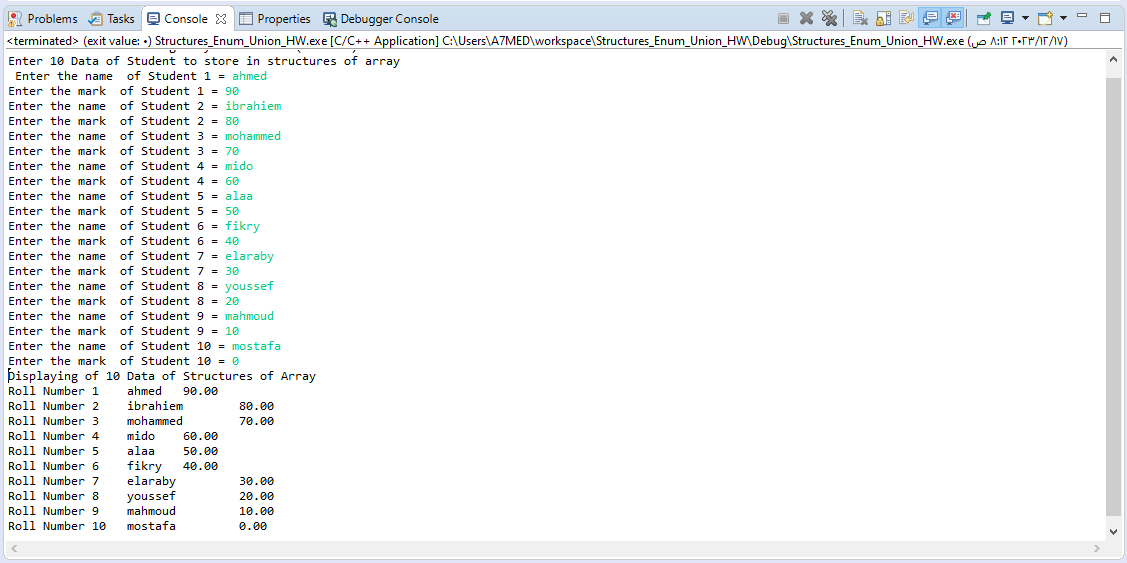 Problems Tasks Console Properties Debugger Console
<terminated> (exit value: ٠) Structures_Enum_Union_HW.exe [C/C++ Application] C:\Users\A7MED\workspace\Structures_Enum_Union_HW\Debug\Structures_Enum_Union_HW.exe (٢٠٢٣/١٢/١٧ ٨:١٢ ص)
Enter 10 Data of Student to store in structures of array
Enter the name  of Student 1 = ahmed
Enter the mark  of Student 1 = 90
Enter the name  of Student 2 = ibrahiem
Enter the mark  of Student 2 = 80
Enter the name  of Student 3 = mohammed
Enter the mark  of Student 3 = 70
Enter the name  of Student 4 = mido
Enter the mark  of Student 4 = 60
Enter the name  of Student 5 = alaa
Enter the mark  of Student 5 = 50
Enter the name  of Student 6 = fikry
Enter the mark  of Student 6 = 40
Enter the name  of Student 7 = elaraby
Enter the mark  of Student 7 = 30
Enter the name  of Student 8 = youssef
Enter the mark  of Student 8 = 20
Enter the name  of Student 9 = mahmoud
Enter the mark  of Student 9 = 10
Enter the name  of Student 10 = mostafa
Enter the mark  of Student 10 = 0
Displaying of 10 Data of Structures of Array
Roll Number 1    ahmed   90.00
Roll Number 2    ibrahiem        80.00
Roll Number 3    mohammed        70.00
Roll Number 4    mido    60.00
Roll Number 5    alaa    50.00
Roll Number 6    fikry   40.00
Roll Number 7    elaraby         30.00
Roll Number 8    youssef         20.00
Roll Number 9    mahmoud         10.00
Roll Number 10   mostafa         0.00